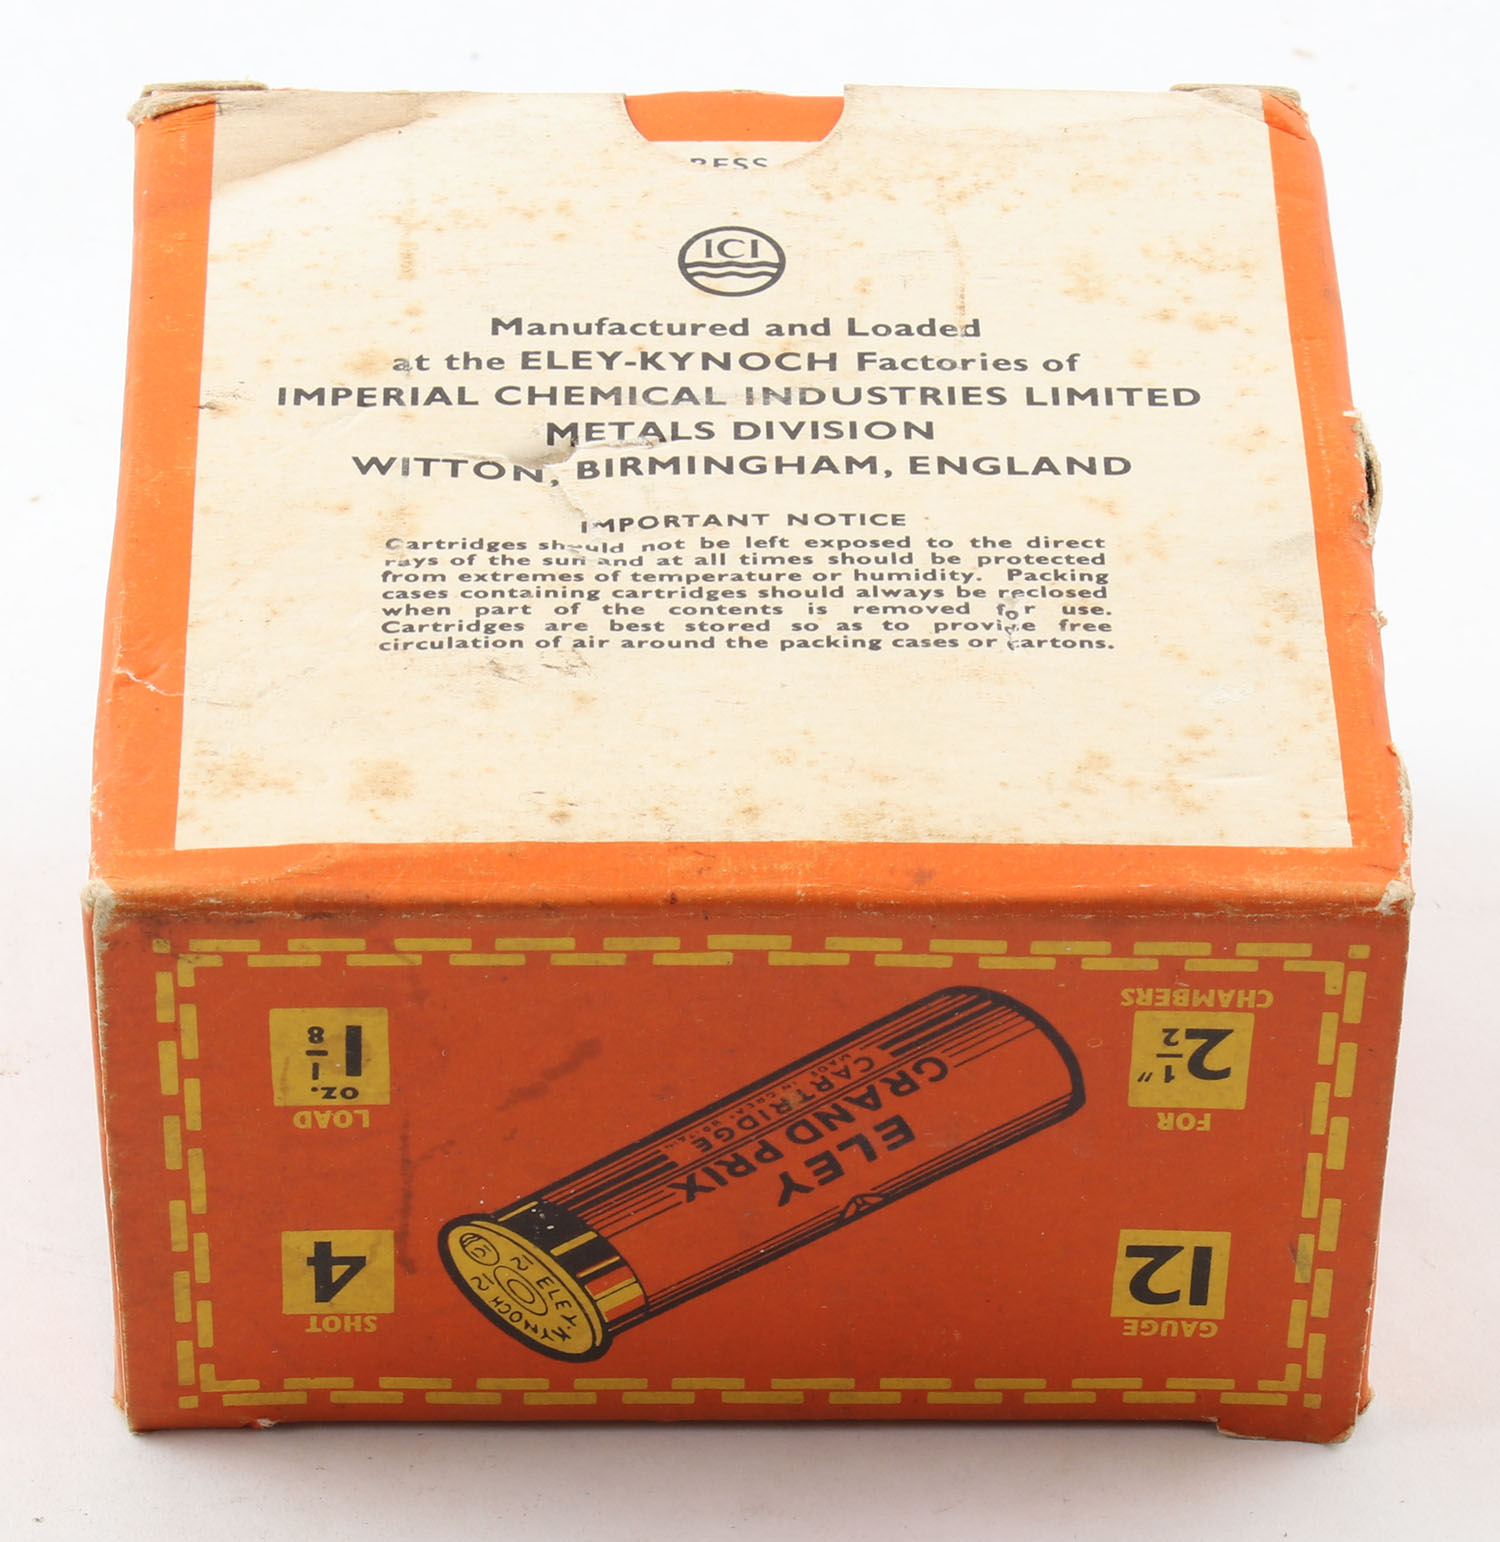 ICI
Manufactured and Loaded
at the ELEY-KYNOCH Factories of
IMPERIAL CHEMICAL INDUSTRIES LIMITED
METALS DIVISION
WITTON, BIRMINGHAM, ENGLAND
IMPORTANT NOTICE
Cartridges should not be left exposed to the direct
rays of the sun and at all times should be protected
from extremes of temperature or humidity. Packing
cases containing cartridges should always be reclosed
when part of the contents is removed for use.
Cartridges are best stored so as to provide free
circulation of air around the packing cases or cartons.
GAUGE
12
SHOT
4
FOR
2 1/2"
CHAMBERS
LOAD
1 1/8 oz.
ELEY
GRAND PRIX
CARTRIDGE
MADE IN GREAT BRITAIN
ELEY-KYNOCH
12 12